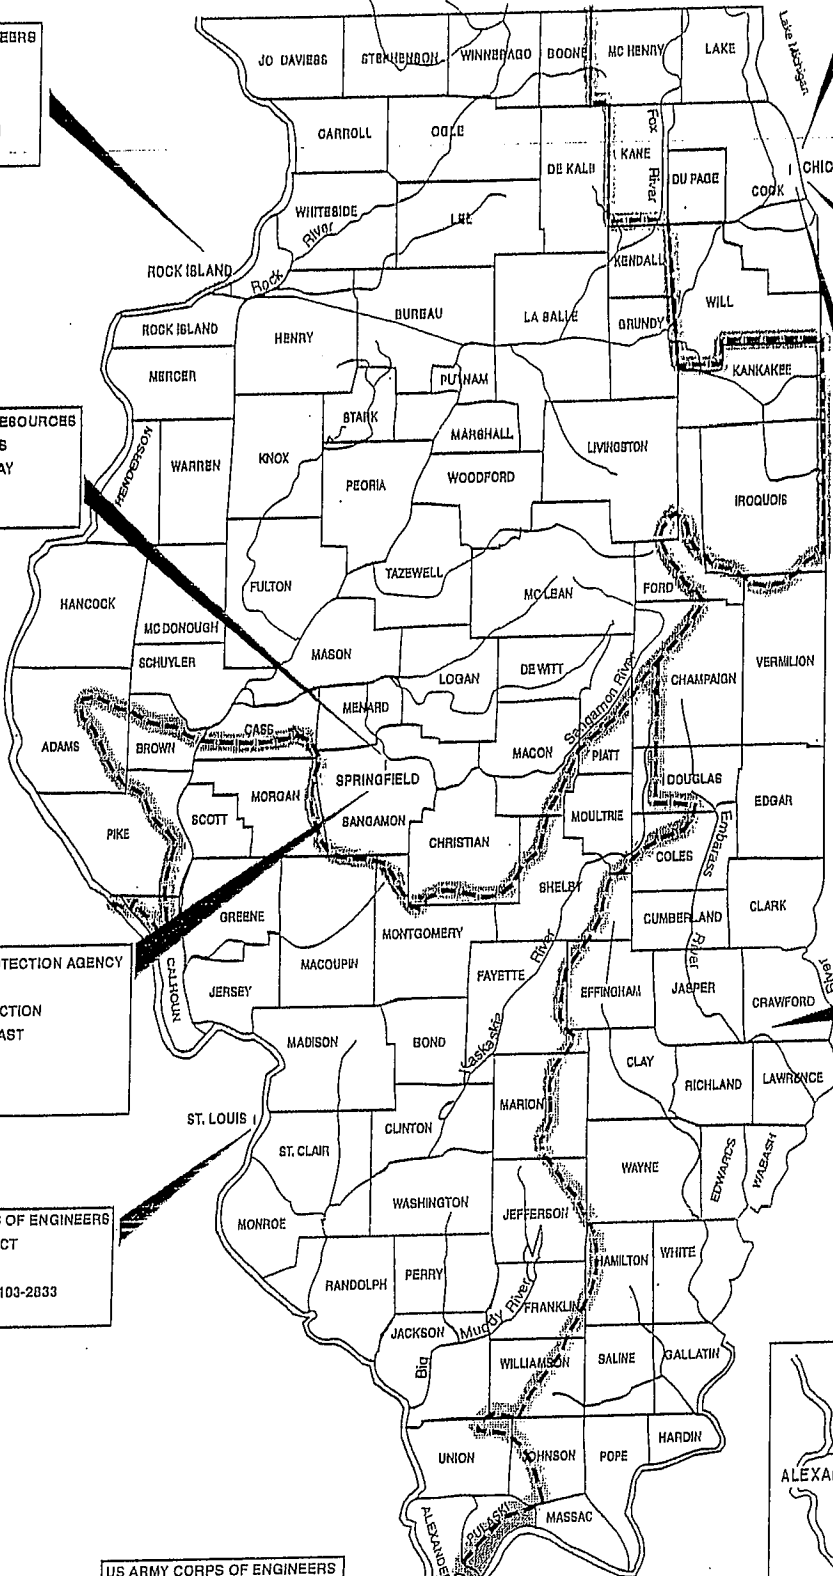 EERS
JO DAVIESS
STEPHENSON
WINNEBAGO
BOONE
MC HENRY
LAKE
Lake Michigan
CARROLL
OGLE
DE KALB
Fox
River
KANE
DU PAGE
COOK
CHIC
WHITESIDE
LEE
River
Rock
ROCK ISLAND
KENDALL
WILL
ROCK ISLAND
HENRY
BUREAU
LA SALLE
GRUNDY
MERCER
PUTNAM
KANKAKEE
ESOURCES
S
AY
HENDERSON
WARREN
KNOX
STARK
MARSHALL
LIVINGSTON
PEORIA
WOODFORD
IROQUOIS
HANCOCK
FULTON
TAZEWELL
MC LEAN
FORD
MC DONOUGH
SCHUYLER
MASON
LOGAN
DE WITT
Sangamon River
CHAMPAIGN
VERMILION
ADAMS
BROWN
CASS
MENARD
MACON
PIATT
SPRINGFIELD
DOUGLAS
EDGAR
PIKE
SCOTT
MORGAN
SANGAMON
CHRISTIAN
MOULTRIE
Embarass
River
COLES
SHELBY
GREENE
MONTGOMERY
CUMBERLAND
CLARK
TECTION AGENCY
CTION
AST
CALHOUN
JERSEY
MACOUPIN
FAYETTE
River
Kaskaskia
EFFINGHAM
JASPER
CRAWFORD
River
MADISON
BOND
CLAY
RICHLAND
LAWRENCE
MARION
ST. LOUIS
ST. CLAIR
CLINTON
WAYNE
EDWARDS
WABASH
S OF ENGINEERS
CT
103-2833
MONROE
WASHINGTON
JEFFERSON
HAMILTON
WHITE
RANDOLPH
PERRY
FRANKLIN
JACKSON
Big
Muddy River
WILLIAMSON
SALINE
GALLATIN
UNION
JOHNSON
POPE
HARDIN
ALEXANDE
PULASKI
MASSAC
ALEXA
US ARMY CORPS OF ENGINEERS